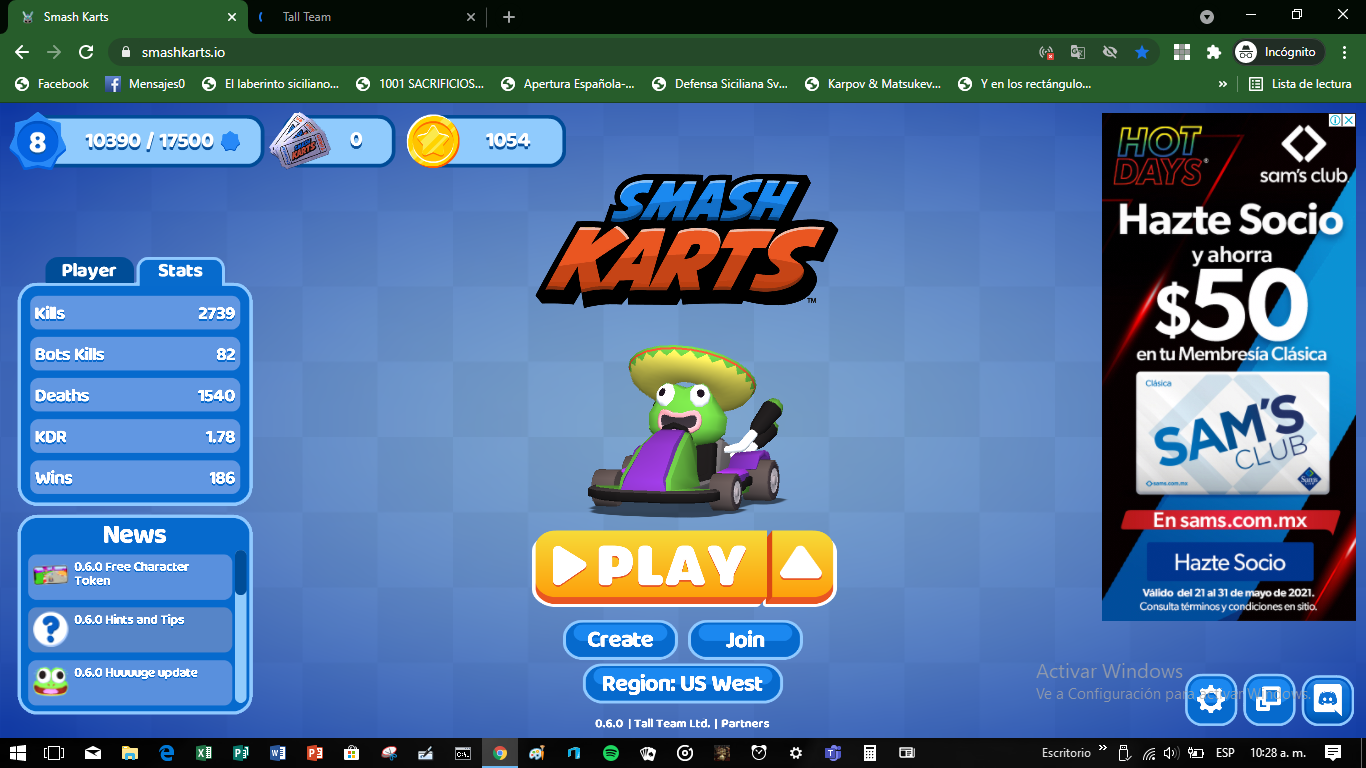 Smash Karts
Tall Team
smashkarts.io
Incógnito
Facebook
Mensajes0
El laberinto siciliano...
1001 SACRIFICIOS...
Apertura Española-...
Defensa Siciliana Sv...
Karpov & Matsukev...
Y en los rectángulo...
»
Lista de lectura
8
10390 / 17500
0
1054
SMASH
KARTS
TM
Player
Stats
Kills 2739
Bots Kills 82
Deaths 1540
KDR 1.78
Wins 186
News
0.6.0 Free Character
Token
0.6.0 Hints and Tips
0.6.0 Huuuuge update
PLAY
Create
Join
Region: US West
0.6.0 | Tall Team Ltd. | Partners
HOT
DAYS®
sam's club
Hazte Socio
y ahorra
$50
en tu Membresía Clásica
Clásica
SAM'S
CLUB
sams.com.mx
Sam's
En sams.com.mx
Hazte Socio
Válido del 21 al 31 de mayo de 2021.
Consulta términos y condiciones en sitio.
Activar Windows
Ve a Configuración para activar Windows.
Escritorio
»
ESP
10:28 a. m.